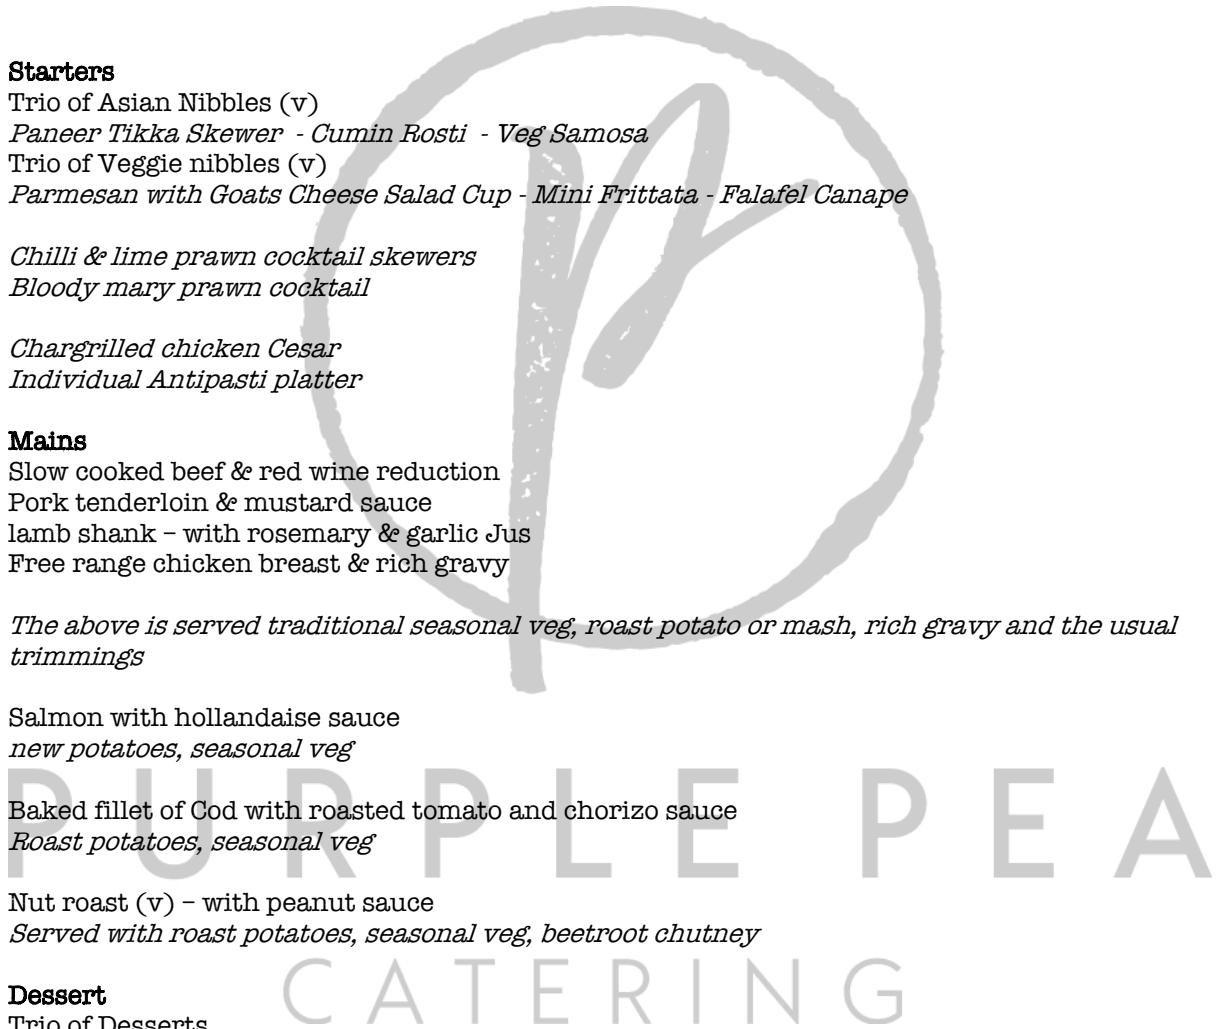 Starters
Trio of Asian Nibbles (v)
Paneer Tikka Skewer  - Cumin Rosti  - Veg Samosa
Trio of Veggie nibbles (v)
Parmesan with Goats Cheese Salad Cup - Mini Frittata - Falafel Canape
Chilli & lime prawn cocktail skewers
Bloody mary prawn cocktail
Chargrilled chicken Cesar
Individual Antipasti platter
Mains
Slow cooked beef & red wine reduction
Pork tenderloin & mustard sauce
lamb shank – with rosemary & garlic Jus
Free range chicken breast & rich gravy
The above is served traditional seasonal veg, roast potato or mash, rich gravy and the usual
trimmings
Salmon with hollandaise sauce
new potatoes, seasonal veg
PURPLE PEA
Baked fillet of Cod with roasted tomato and chorizo sauce
Roast potatoes, seasonal veg
Nut roast (v) – with peanut sauce
Served with roast potatoes, seasonal veg, beetroot chutney
CATERING
Dessert
Trio of Desserts